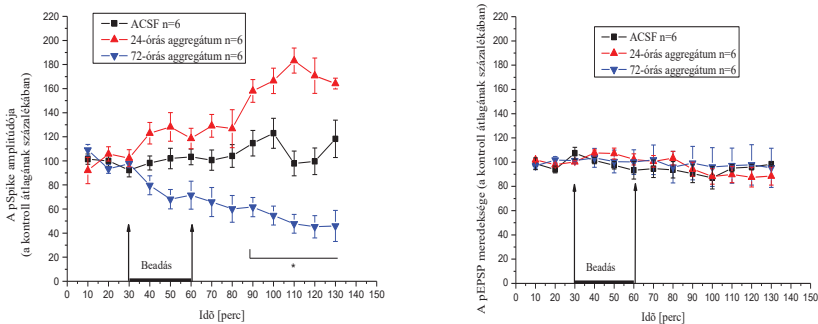 A pSpike amplitúdója
(a kontroll átlagának százalékában)
220
200
180
160
140
120
100
80
60
40
20
0
ACSF n=6
24-órás aggregátum n=6
72-órás aggregátum n=6
Beadás
*
0 10 20 30 40 50 60 70 80 90 100 110 120 130 140 150
Idő [perc]
A pEPSP meredeksége (a kontroll átlagának százalékában)
220
200
180
160
140
120
100
80
60
40
20
0
ACSF n=6
24-órás aggregátum n=6
72-órás aggregátum n=6
Beadás
0 10 20 30 40 50 60 70 80 90 100 110 120 130 140 150
Idő [perc]